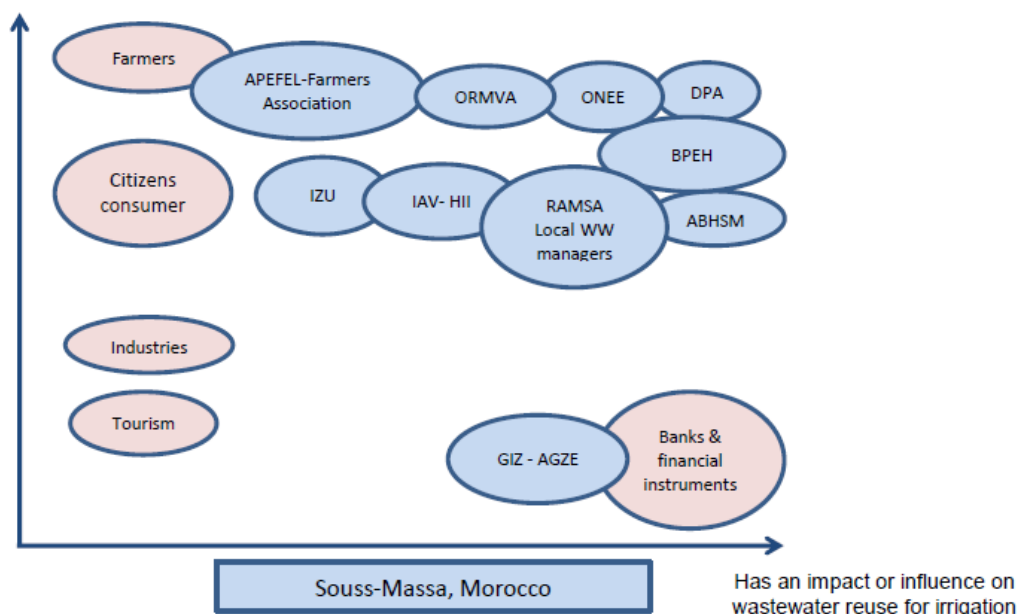 Farmers
APEFEL-Farmers
Association
ORMVA
ONEE
DPA
BPEH
Citizens
consumer
IZU
IAV- HII
RAMSA
Local WW
managers
ABHSM
Industries
Tourism
GIZ - AGZE
Banks &
financial
instruments
Souss-Massa, Morocco
Has an impact or influence on
wastewater reuse for irrigation